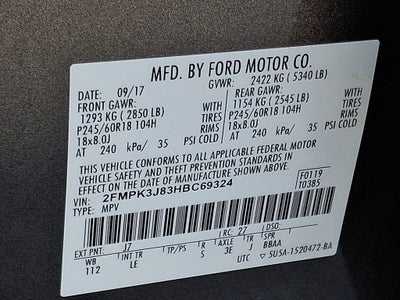 MFD. BY FORD MOTOR CO.
DATE: 09/17 GVWR: 2422 KG ( 5340 LB)
FRONT GAWR: REAR GAWR:
1293 KG ( 2850 LB) WITH 1154 KG ( 2545 LB) WITH
P245/60R18 104H TIRES P245/60R18 104H TIRES
18x8.0J RIMS 18x8.0J RIMS
AT 240 kPa/ 35 PSI COLD AT 240 kPa/ 35 PSI COLD
THIS VEHICLE CONFORMS TO ALL APPLICABLE FEDERAL MOTOR
VEHICLE SAFETY AND THEFT PREVENTION STANDARDS IN
EFFECT ON THE DATE OF MANUFACTURE SHOWN ABOVE.
VIN: 2FMPK3J83HBC69324 F0119
TYPE: MPV T0385
EXT PNT: J7 RC: 27 DSO:
WB INT TR TP/PS R AXLE TR SPR
112 LE S 3E J BBAA
UTC 5U5A-1520472-BA